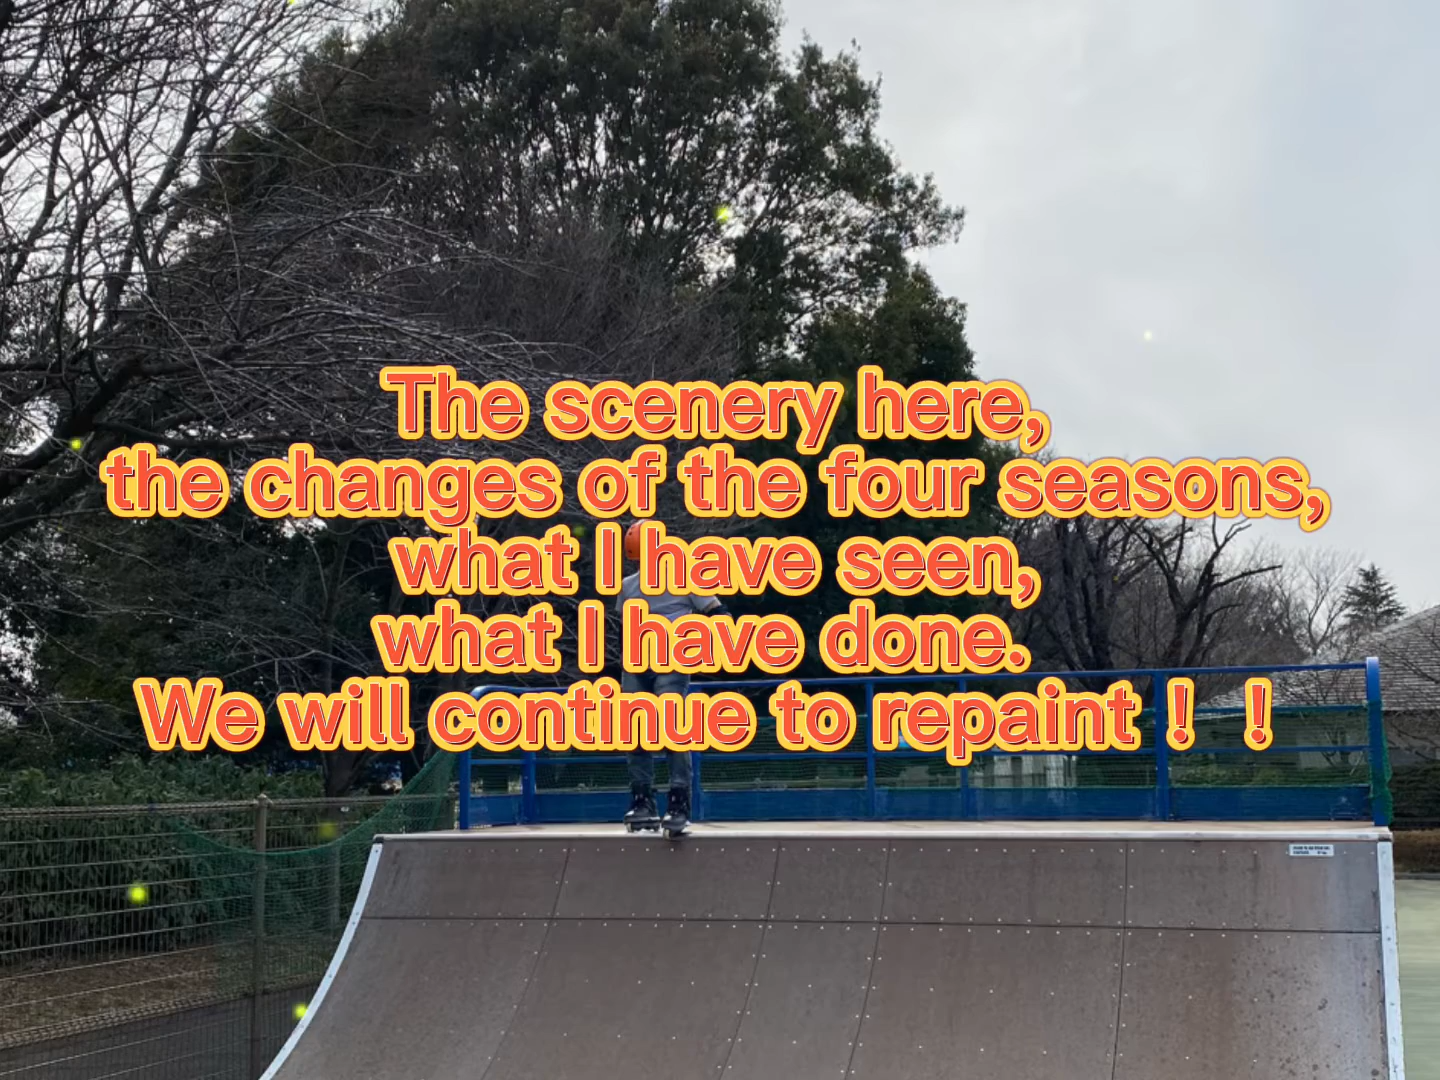 The scenery here,
the changes of the four seasons,
what I have seen,
what I have done.
We will continue to repaint！！